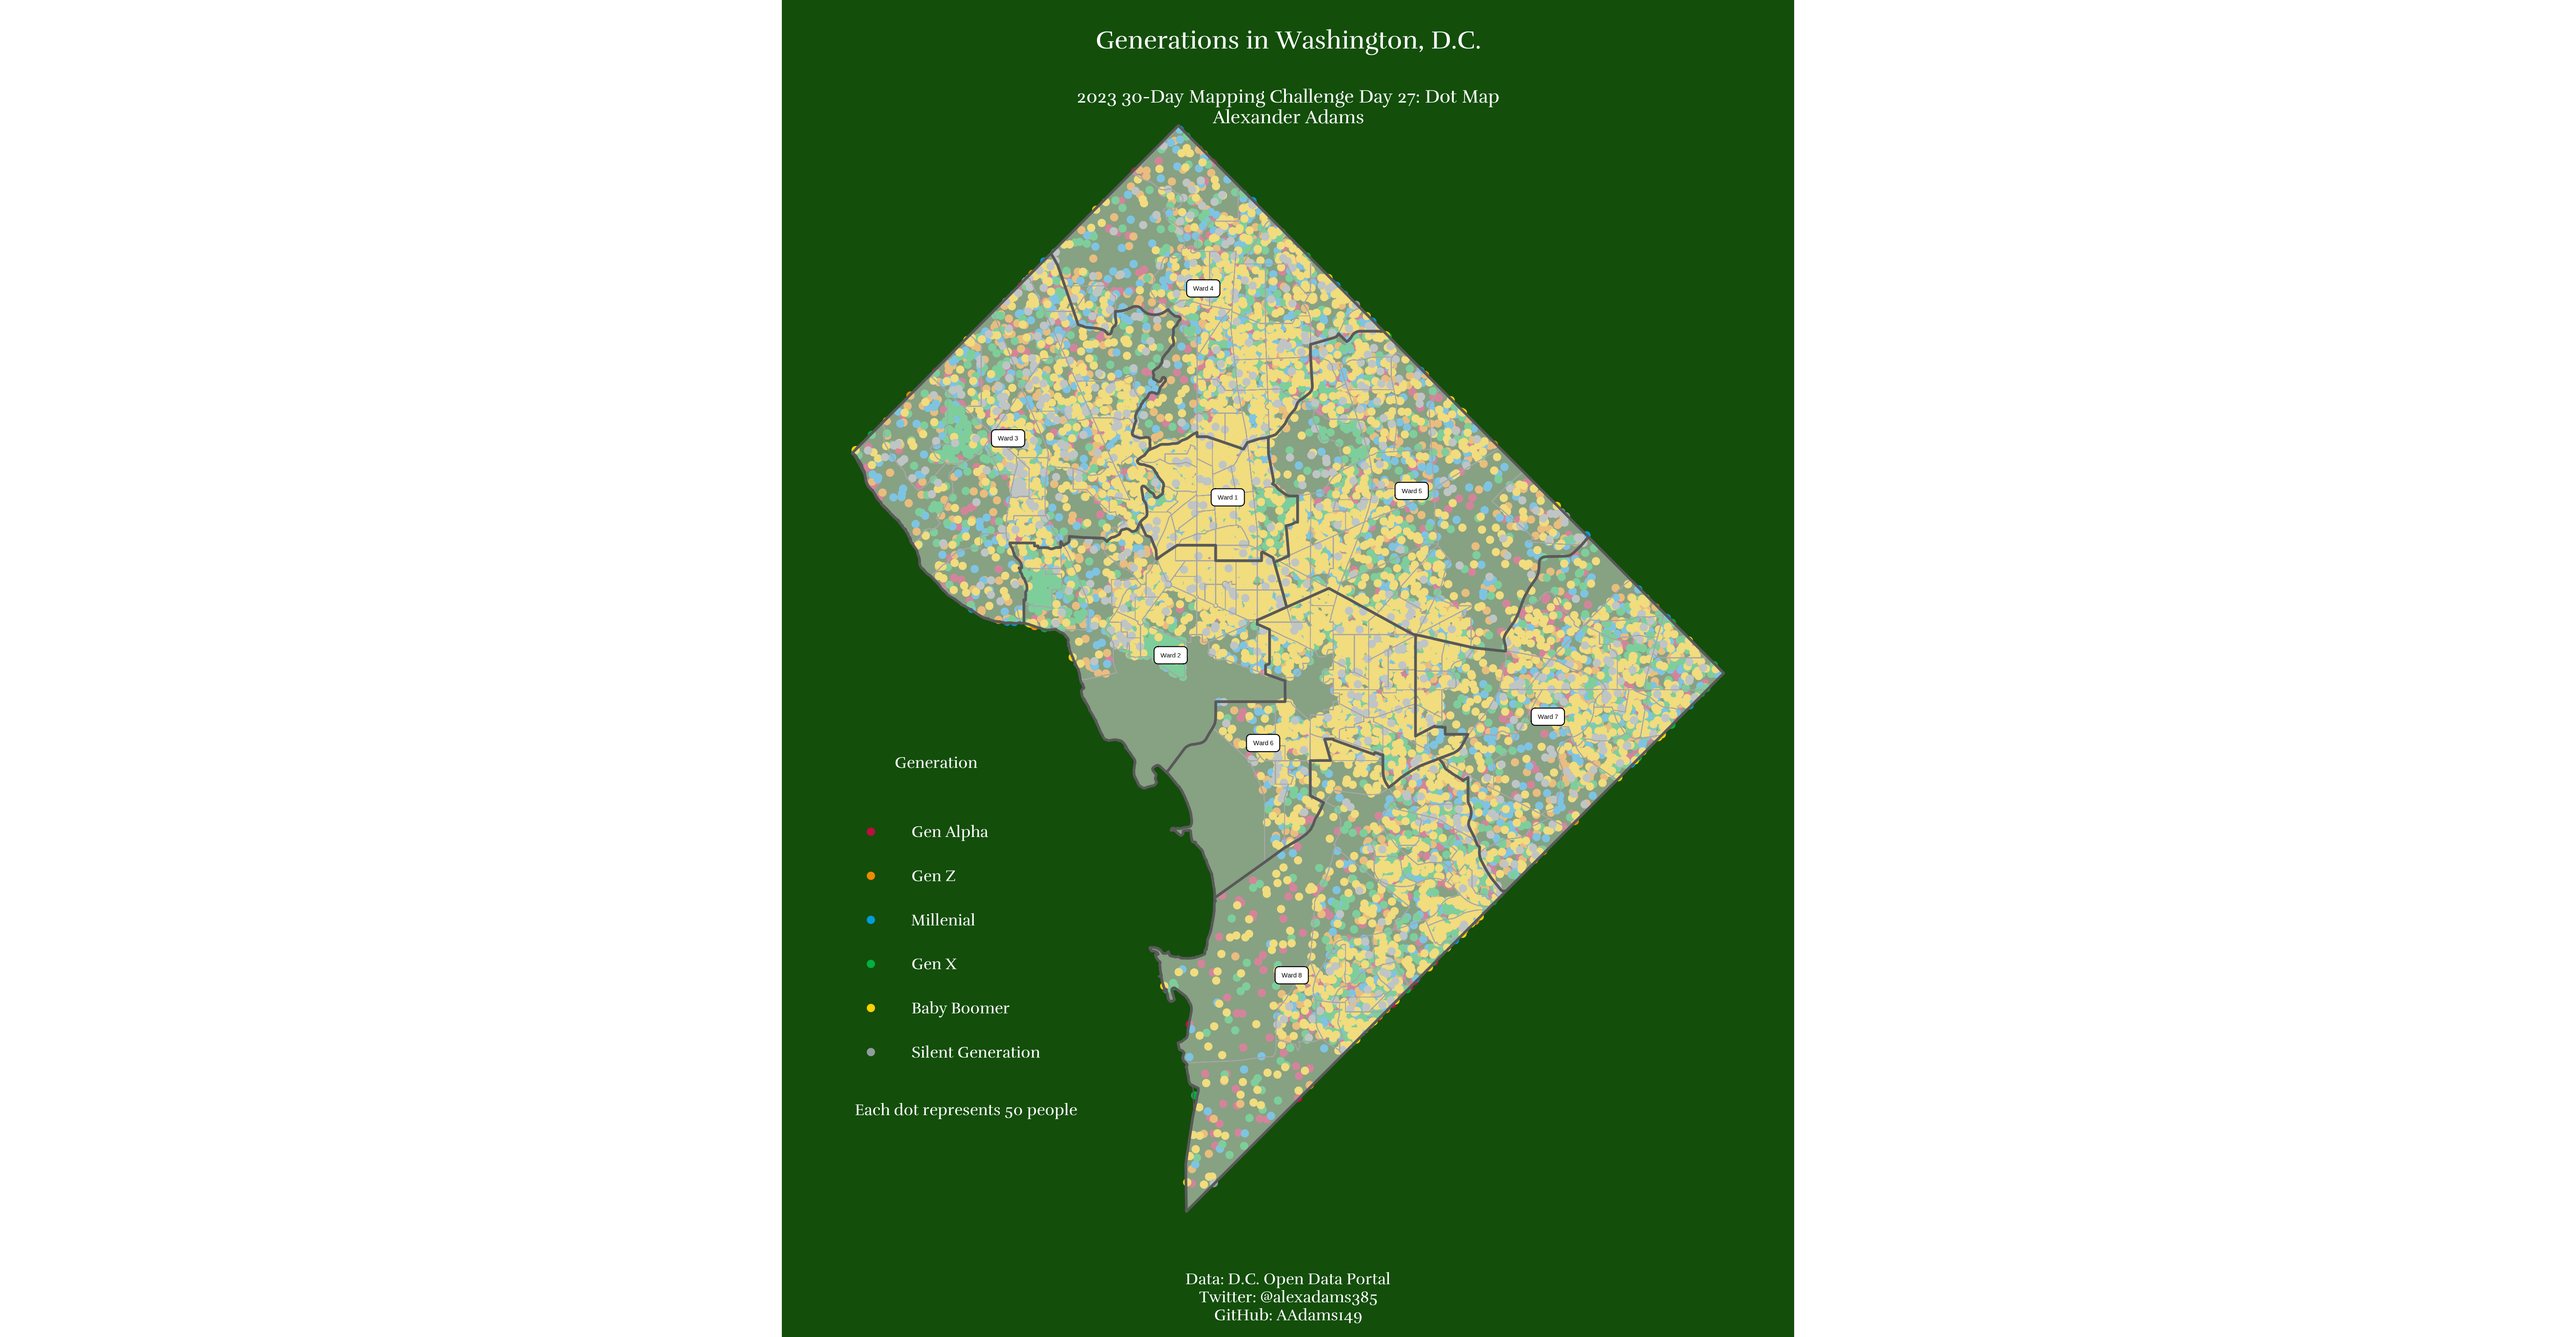 Generations in Washington, D.C.
2023 30-Day Mapping Challenge Day 27: Dot Map
Alexander Adams
Ward 4
Ward 3
Ward 5
Ward 1
Ward 2
Ward 7
Ward 6
Ward 8
Generation
Gen Alpha
Gen Z
Millenial
Gen X
Baby Boomer
Silent Generation
Each dot represents 50 people
Data: D.C. Open Data Portal
Twitter: @alexadams385
GitHub: AAdams149